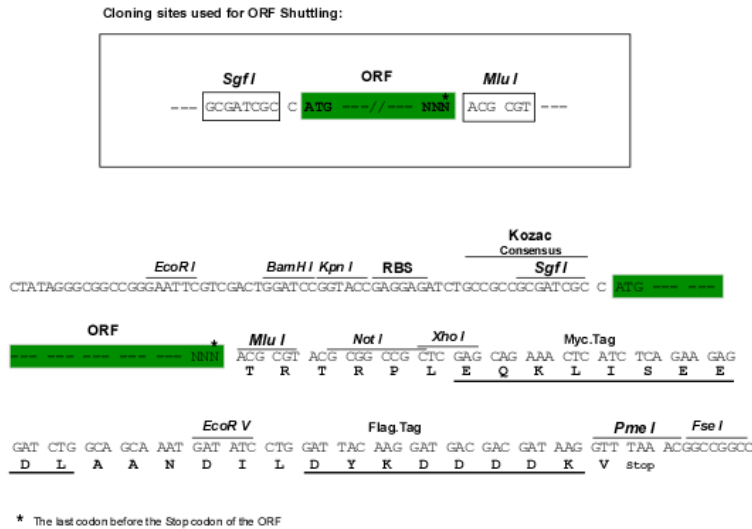 Cloning sites used for ORF Shuttling:
Sgf I ORF Mlu I
*
--- GCGATCGC C ATG ---//--- NNN ACG CGT ---
Kozac
Consensus
EcoR I BamH I Kpn I RBS Sgf I
CTATAGGGCGGCCGGGAATTCGTCGACTGGATCCGGTACCGAGGAGATCTGCCGCCGCGATCGC C ATG --- ---
ORF
* Mlu I Not I Xho I Myc.Tag
--- --- --- --- --- --- NNN ACG CGT ACG CGG CCG CTC GAG CAG AAA CTC ATC TCA GAA GAG
T R T R P L E Q K L I S E E
EcoR V Flag.Tag Pme I Fse I
GAT CTG GCA GCA AAT GAT ATC CTG GAT TAC AAG GAT GAC GAC GAT AAG GTT TAA ACGGCCGGCC
D L A A N D I L D Y K D D D D K V Stop
* The last codon before the Stop codon of the ORF